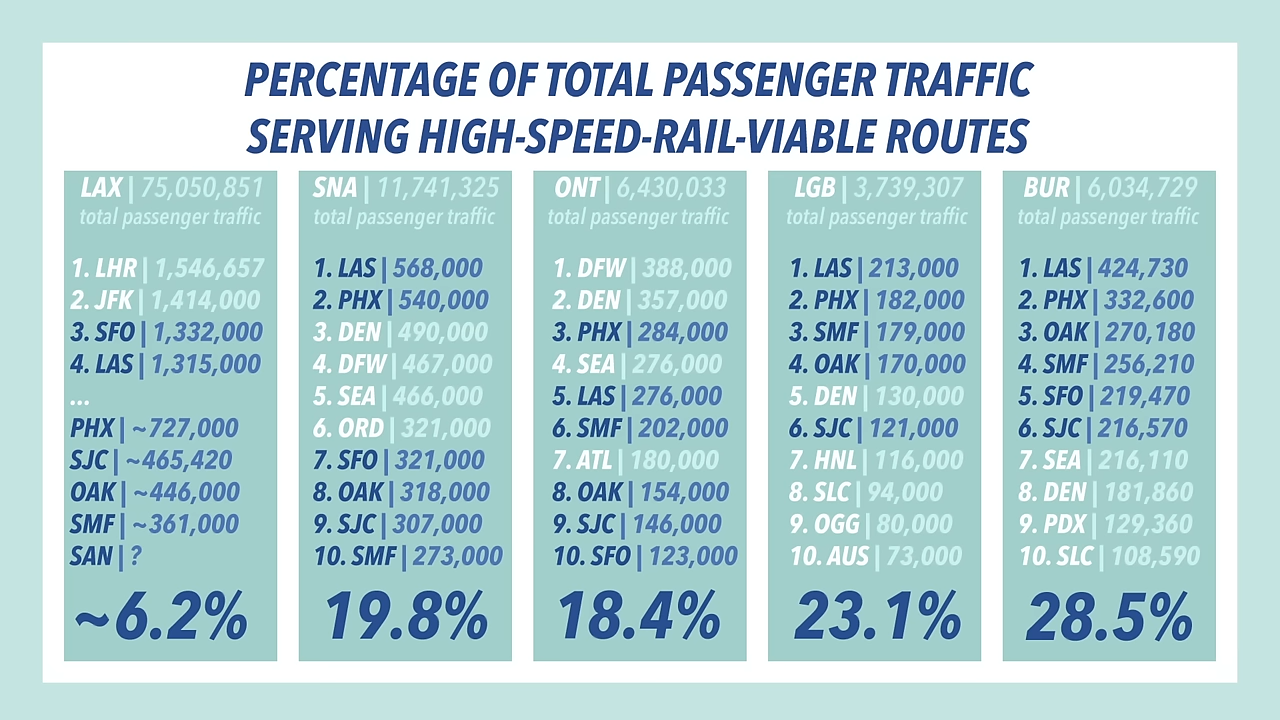 PERCENTAGE OF TOTAL PASSENGER TRAFFIC
SERVING HIGH-SPEED-RAIL-VIABLE ROUTES
LAX | 75,050,851
total passenger traffic
1. LHR | 1,546,657
2. JFK | 1,414,000
3. SFO | 1,332,000
4. LAS | 1,315,000
...
PHX | ~727,000
SJC | ~465,420
OAK | ~446,000
SMF | ~361,000
SAN | ?
~6.2%
SNA | 11,741,325
total passenger traffic
1. LAS | 568,000
2. PHX | 540,000
3. DEN | 490,000
4. DFW | 467,000
5. SEA | 466,000
6. ORD | 321,000
7. SFO | 321,000
8. OAK | 318,000
9. SJC | 307,000
10. SMF | 273,000
19.8%
ONT | 6,430,033
total passenger traffic
1. DFW | 388,000
2. DEN | 357,000
3. PHX | 284,000
4. SEA | 276,000
5. LAS | 276,000
6. SMF | 202,000
7. ATL | 180,000
8. OAK | 154,000
9. SJC | 146,000
10. SFO | 123,000
18.4%
LGB | 3,739,307
total passenger traffic
1. LAS | 213,000
2. PHX | 182,000
3. SMF | 179,000
4. OAK | 170,000
5. DEN | 130,000
6. SJC | 121,000
7. HNL | 116,000
8. SLC | 94,000
9. OGG | 80,000
10. AUS | 73,000
23.1%
BUR | 6,034,729
total passenger traffic
1. LAS | 424,730
2. PHX | 332,600
3. OAK | 270,180
4. SMF | 256,210
5. SFO | 219,470
6. SJC | 216,570
7. SEA | 216,110
8. DEN | 181,860
9. PDX | 129,360
10. SLC | 108,590
28.5%